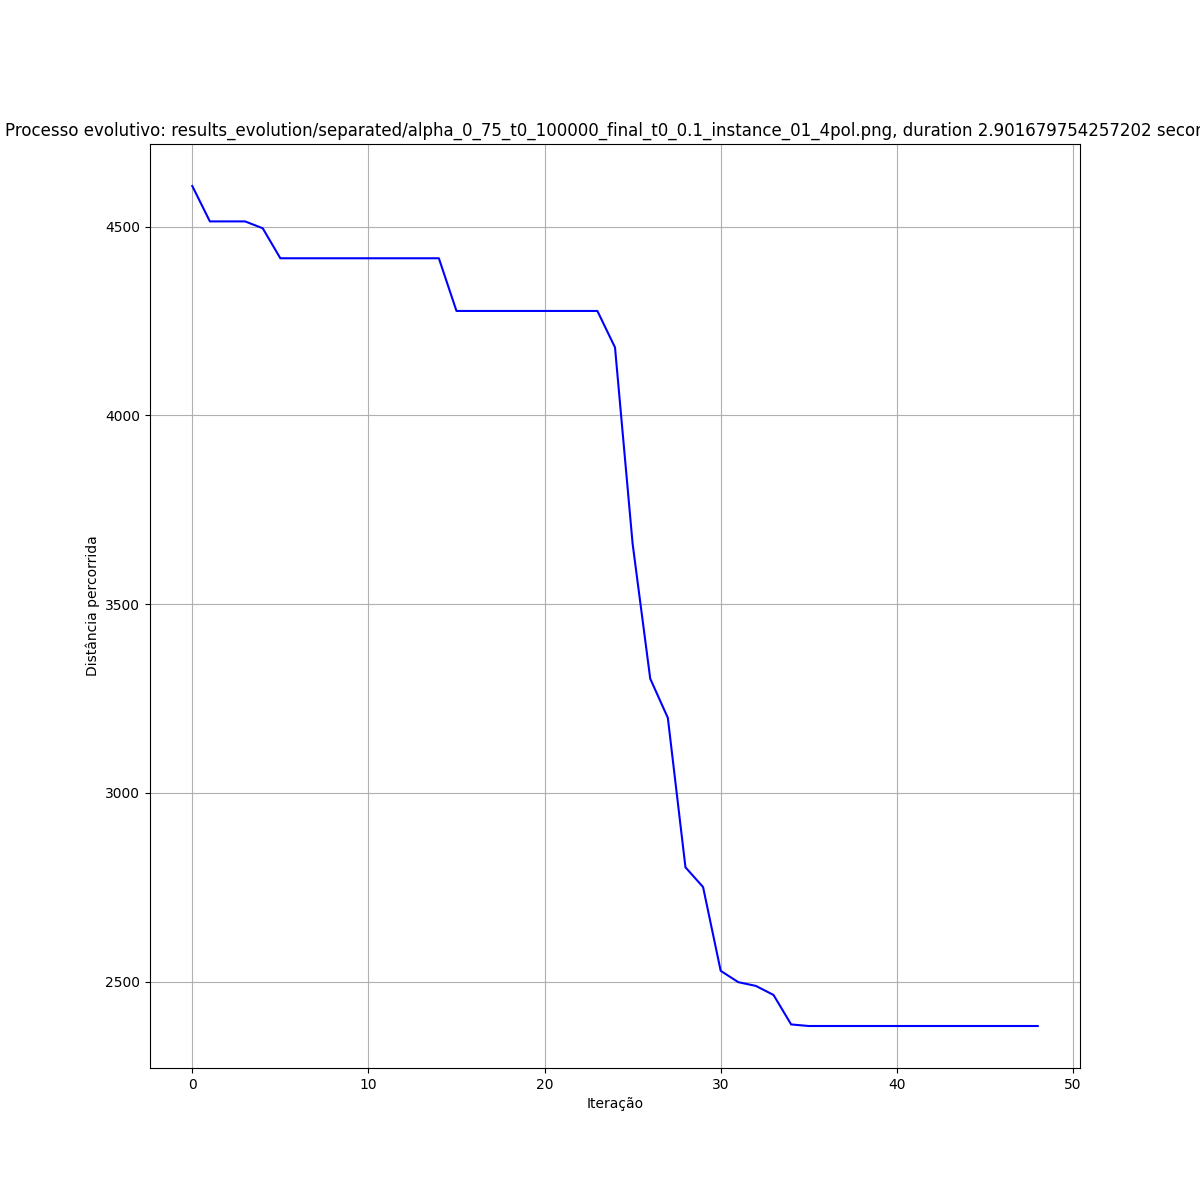 Processo evolutivo: results_evolution/separated/alpha_0_75_t0_100000_final_t0_0.1_instance_01_4pol.png, duration 2.901679754257202
4500
4000
3500
3000
2500
Distância percorrida
0 10 20 30 40 50
Iteração